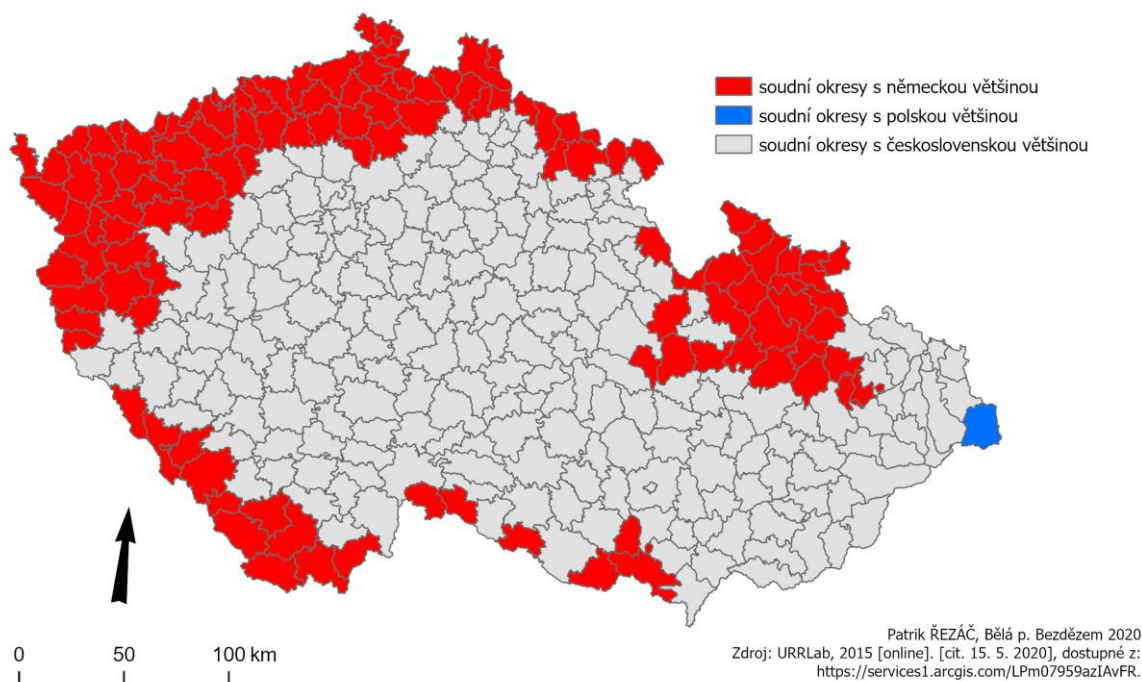 soudní okresy s německou většinou
soudní okresy s polskou většinou
soudní okresy s československou většinou
0 50 100 km
Patrik ŘEZÁČ, Bělá p. Bezdězem 2020
Zdroj: URRLab, 2015 [online]. [cit. 15. 5. 2020], dostupné z:
https://services1.arcgis.com/LPm07959azIAvFR.